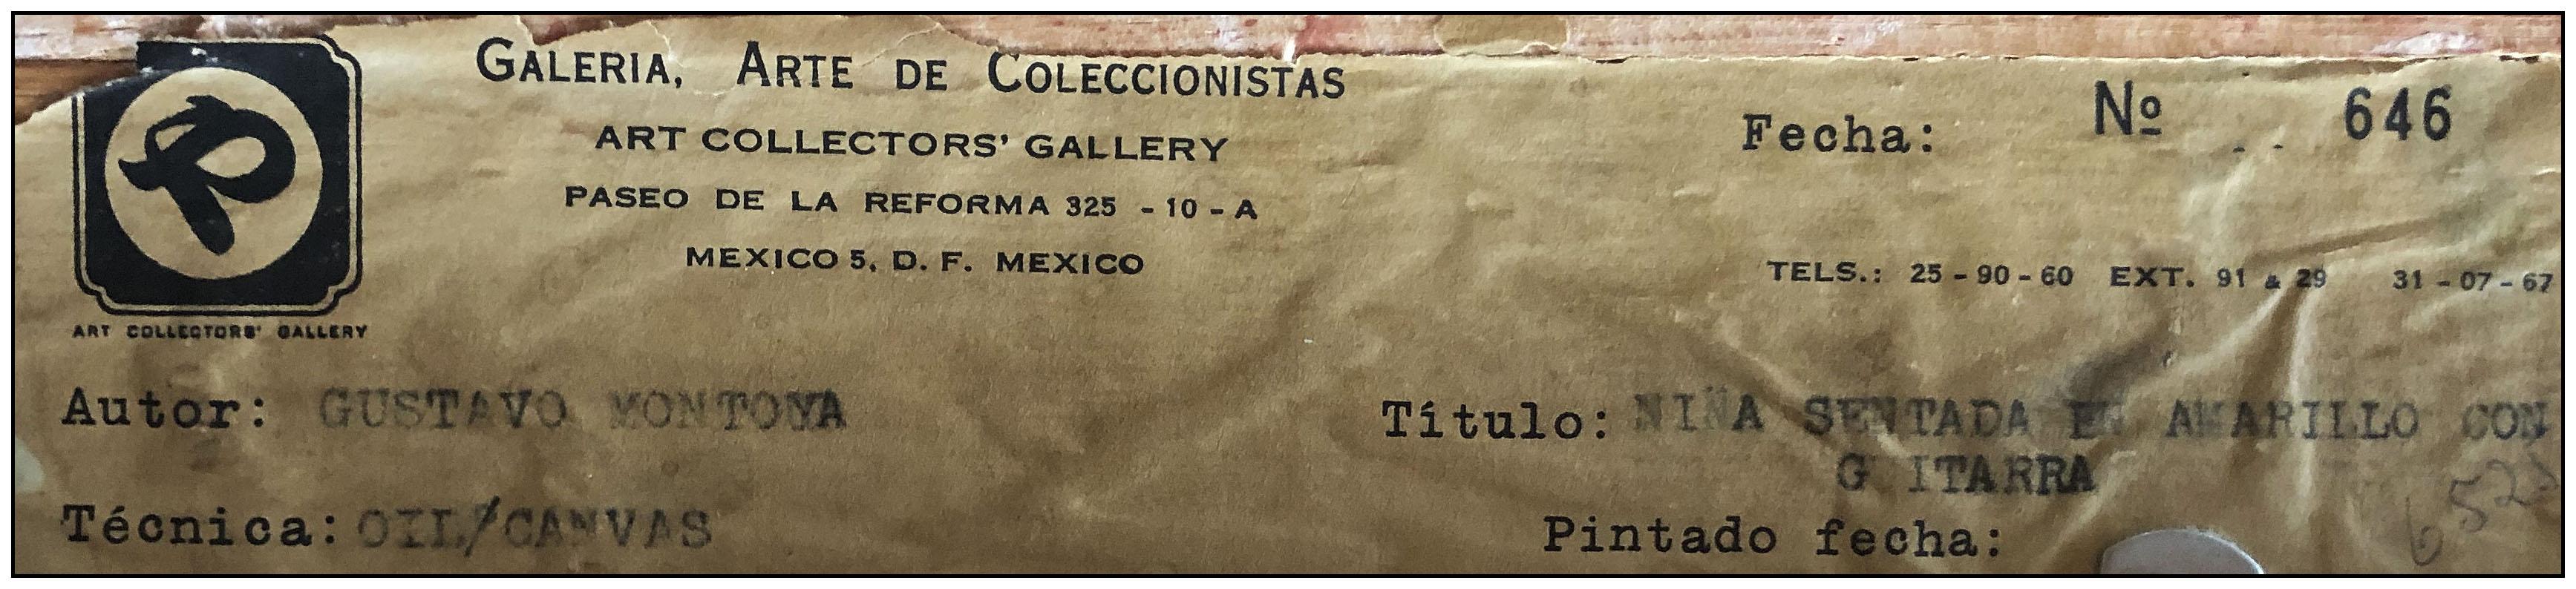 GALERIA, ARTE DE COLECCIONISTAS
ART COLLECTORS' GALLERY
PASEO DE LA REFORMA 325 - 10 - A
MEXICO 5, D. F. MEXICO
ART COLLECTORS' GALLERY
Fecha: Nº 646
TELS.: 25 - 90 - 60 EXT. 91 & 29 31 - 07 - 67
Autor: GUSTAVO MONTOYA
Título: NIÑA SENTADA EN AMARILLO CON
G ITARRA
Técnica: OIL/CANVAS
Pintado fecha: